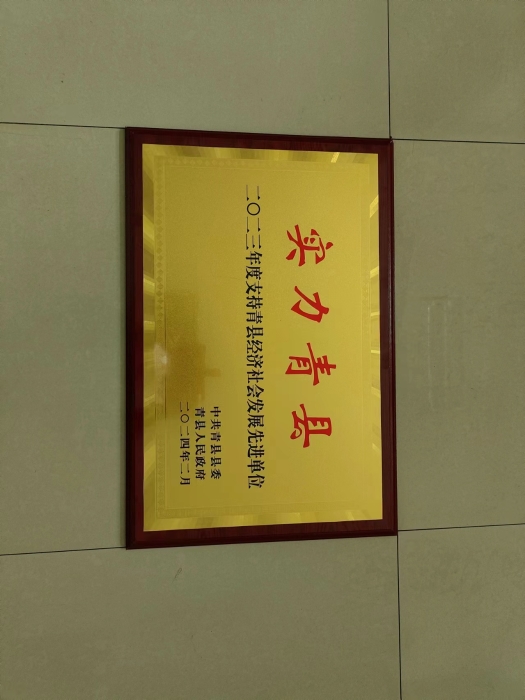 实力青县
二〇二三年度支持青县经济社会发展先进单位
中共青县县委
青县人民政府
二〇二四年二月